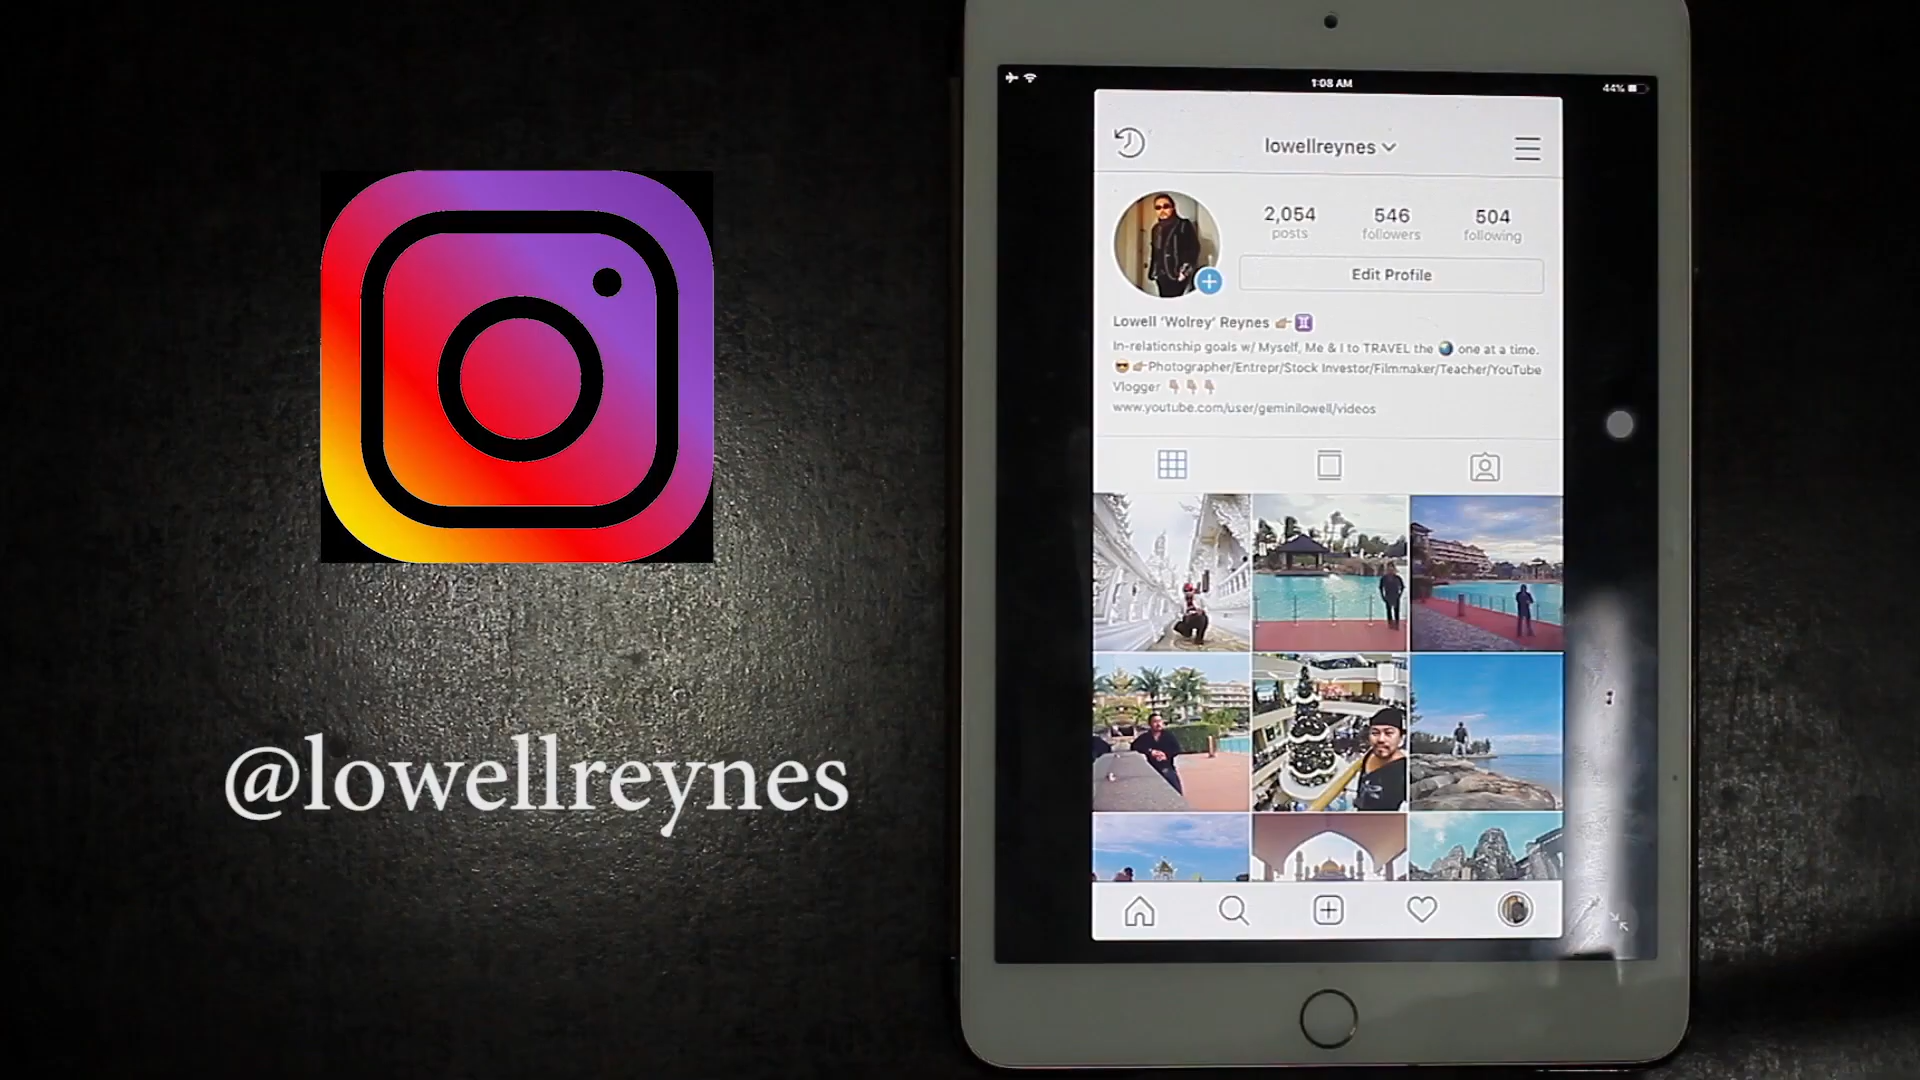 @lowellreynes
1:08 AM
44%
lowellreynes
2,054
posts
546
followers
504
following
Edit Profile
Lowell 'Wolrey' Reynes 👉🏽♊
In-relationship goals w/ Myself, Me & I to TRAVEL the 🌏 one at a time.
😎👉🏽Photographer/Entrepr/Stock Investor/Filmmaker/Teacher/YouTube
Vlogger 👇🏽👇🏽👇🏽
www.youtube.com/user/geminilowell/videos